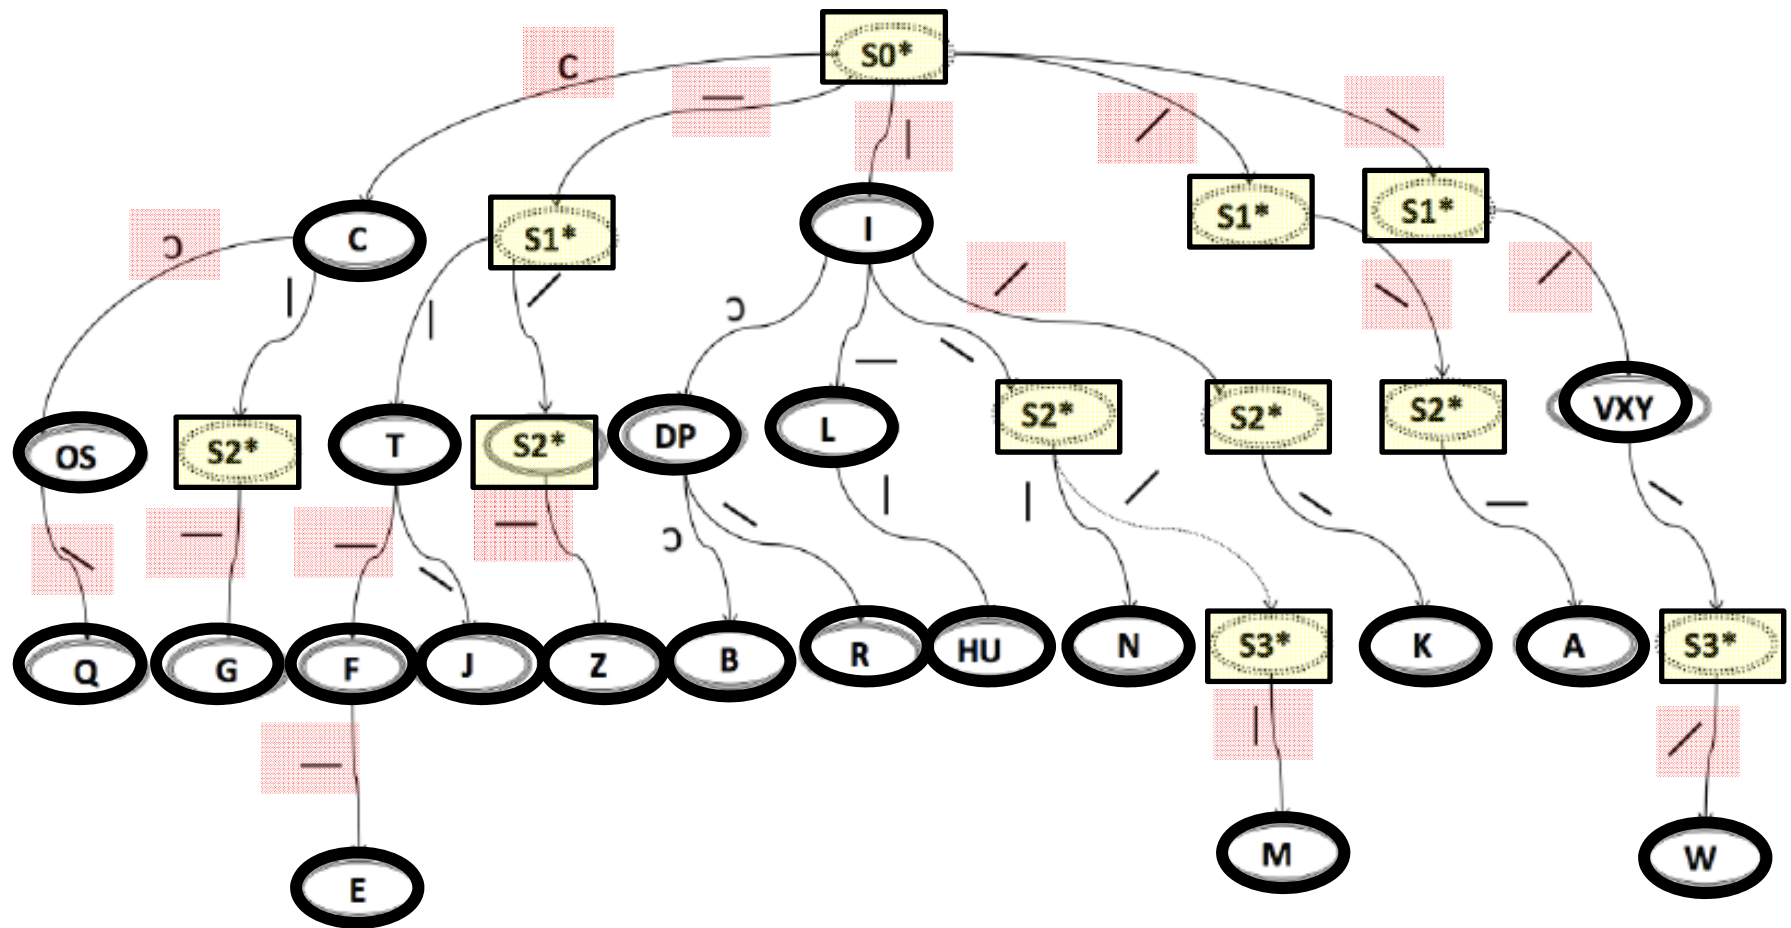 S0*
C
—
|
/
\
C
S1*
I
S1*
S1*
Ɔ
|
|
/
Ɔ
—
\
/
\
/
OS
S2*
T
S2*
DP
L
S2*
S2*
S2*
VXY
\
—
—
\
—
Ɔ
\
|
|
/
\
—
\
Q
G
F
J
Z
B
R
HU
N
S3*
K
A
S3*
—
|
/
E
M
W